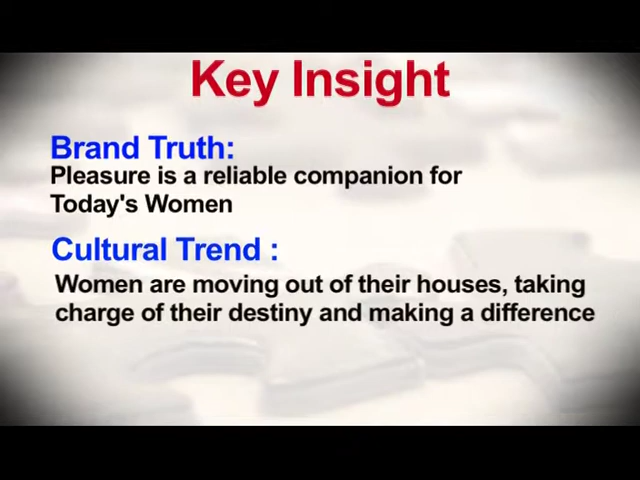 Key Insight
Brand Truth:
Pleasure is a reliable companion for
Today's Women
Cultural Trend :
Women are moving out of their houses, taking
charge of their destiny and making a difference